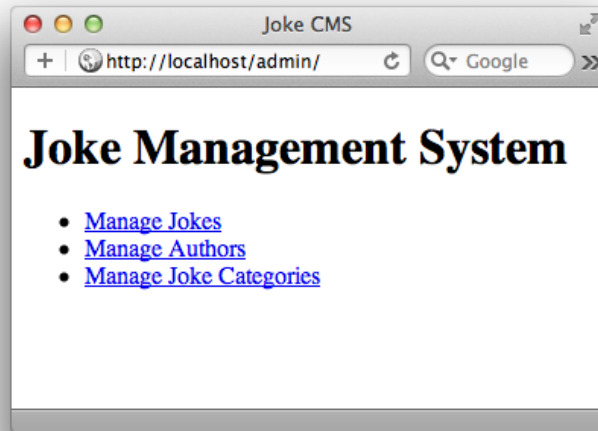 Joke CMS
http://localhost/admin/
Google
Joke Management System
Manage Jokes
Manage Authors
Manage Joke Categories